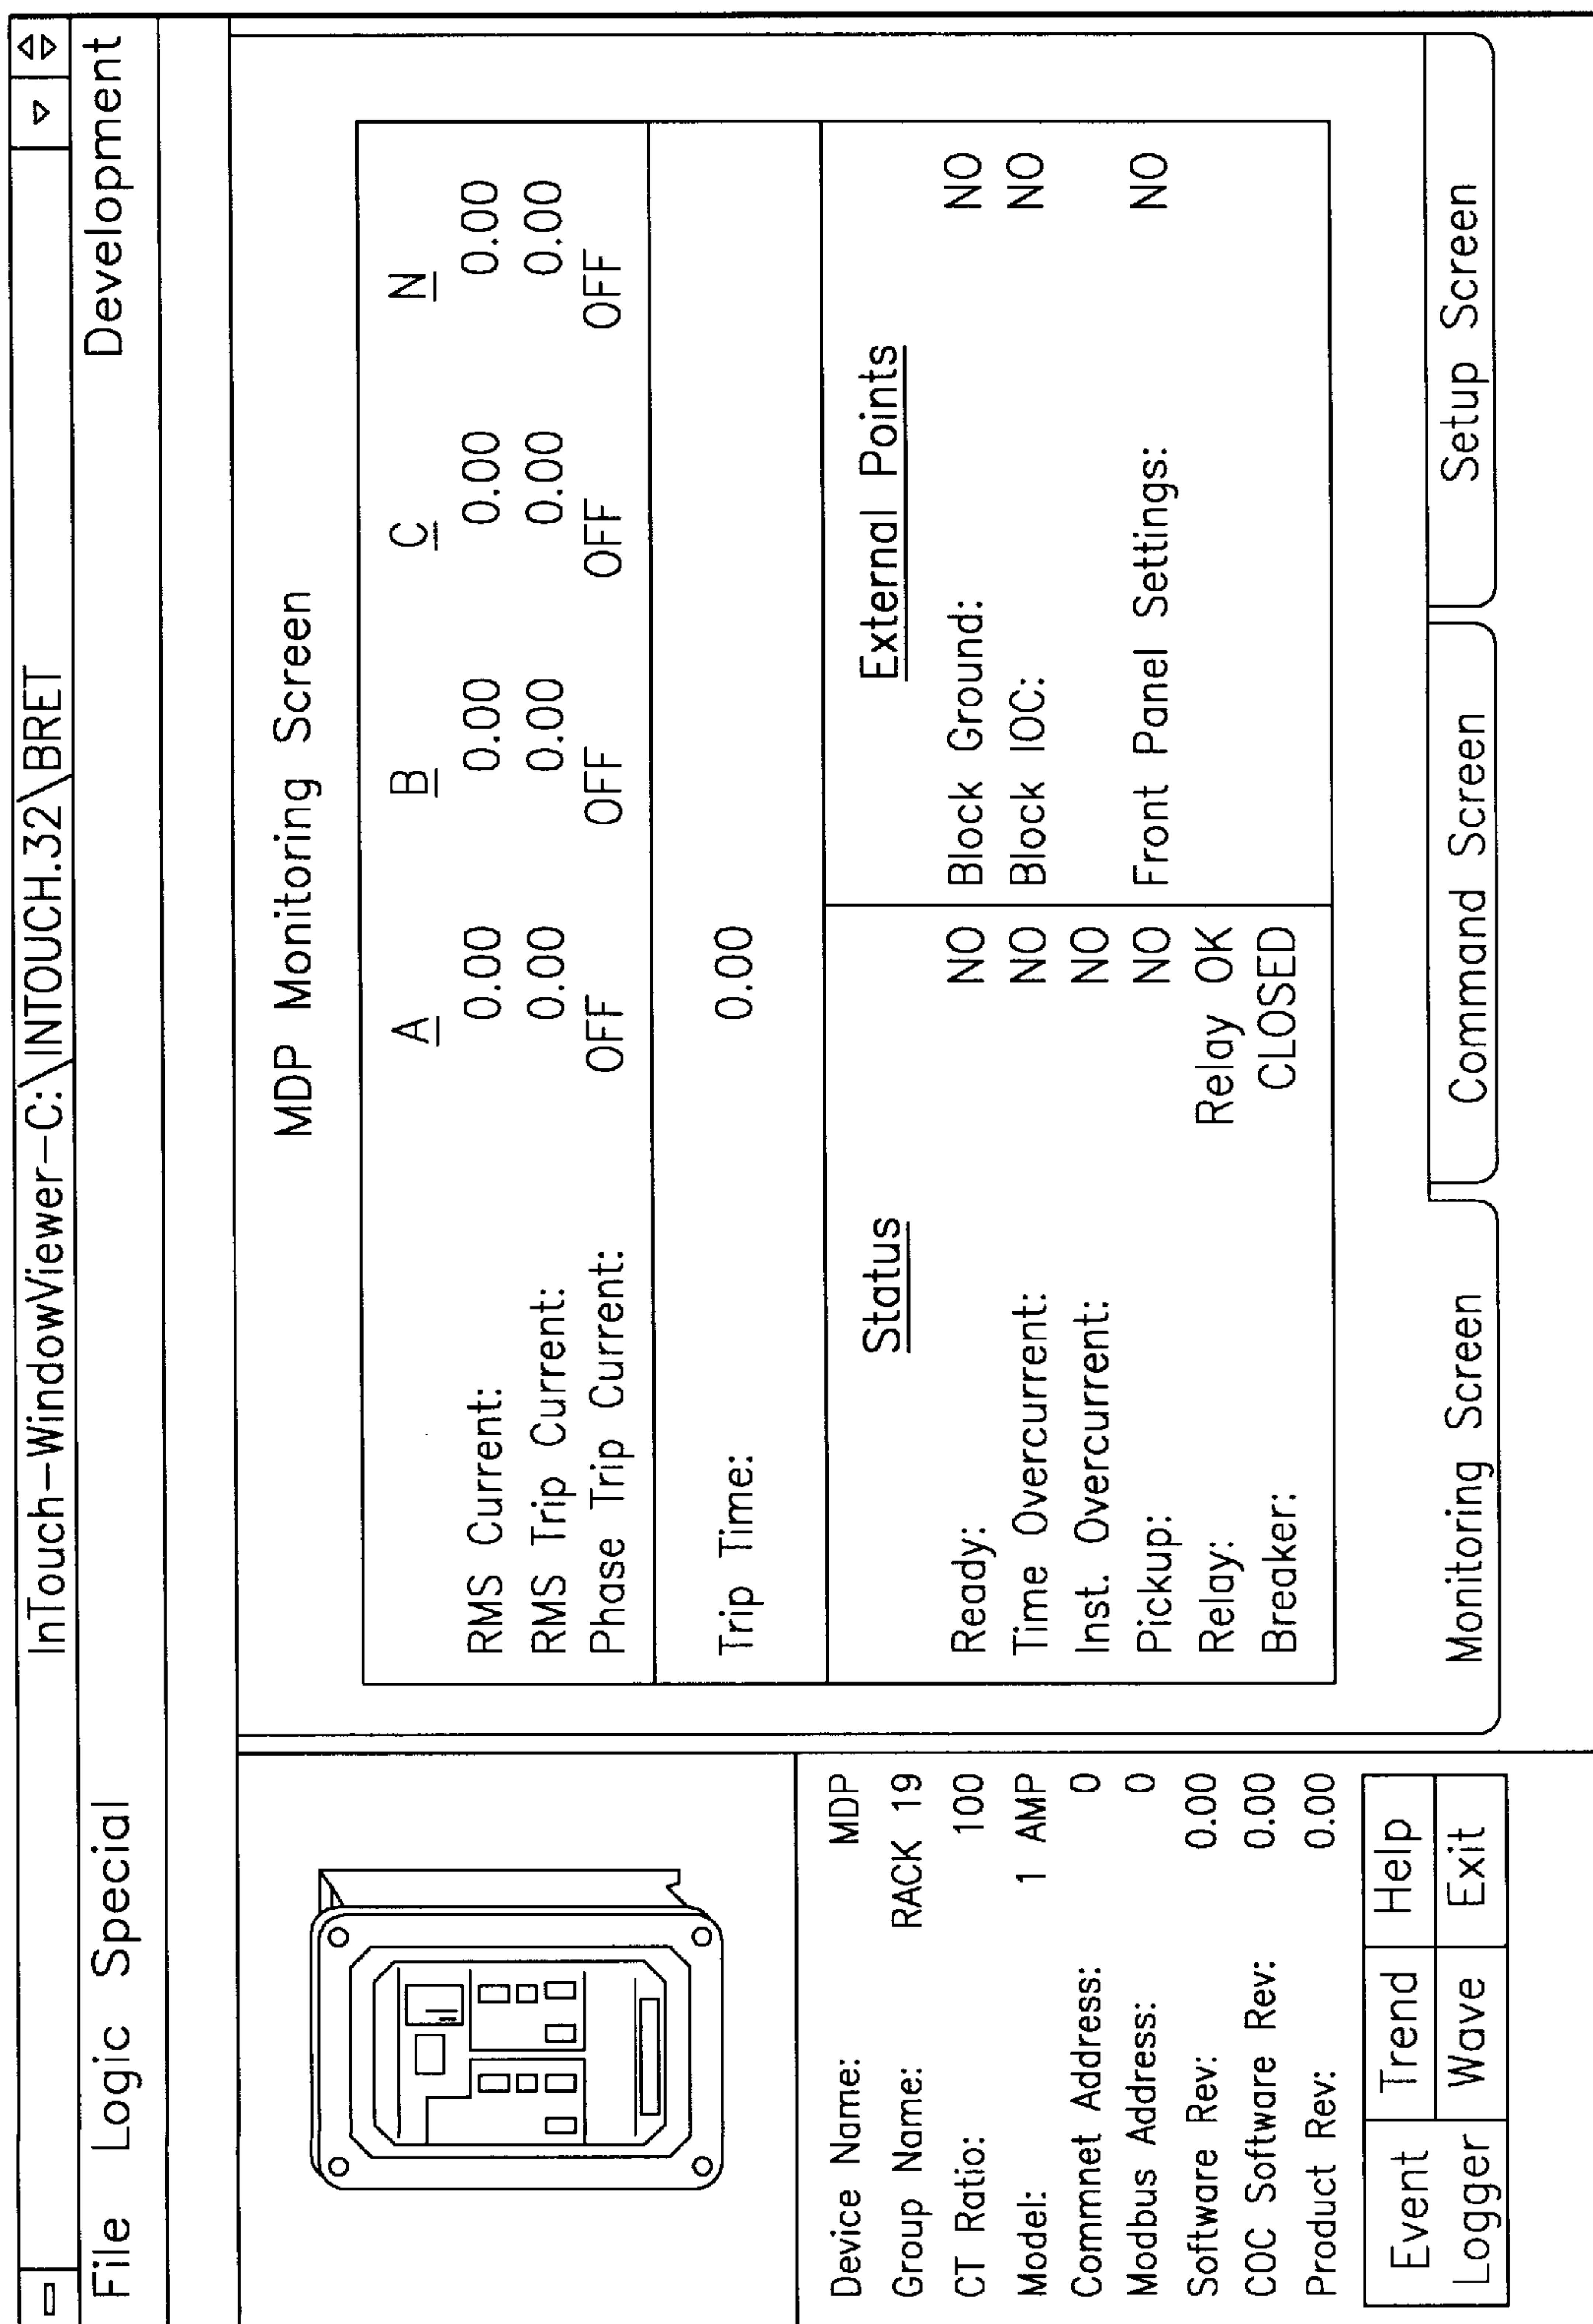 InTouch-WindowViewer-C:\INTOUCH.32\BRET
File Logic Special Development
MDP Monitoring Screen
A B C N
RMS Current: 0.00 0.00 0.00 0.00
RMS Trip Current: 0.00 0.00 0.00 0.00
Phase Trip Current: OFF OFF OFF OFF
Trip Time: 0.00
Status
Ready: NO
Time Overcurrent: NO
Inst. Overcurrent: NO
Pickup: NO
Relay: Relay OK
Breaker: CLOSED
External Points
Block Ground: NO
Block IOC: NO
Front Panel Settings: NO
Monitoring Screen Command Screen Setup Screen
Device Name: MDP
Group Name: RACK 19
CT Ratio: 100
Model: 1 AMP
Commnet Address: 0
Modbus Address: 0
Software Rev: 0.00
COC Software Rev: 0.00
Product Rev: 0.00
Event Trend Help
Logger Wave Exit